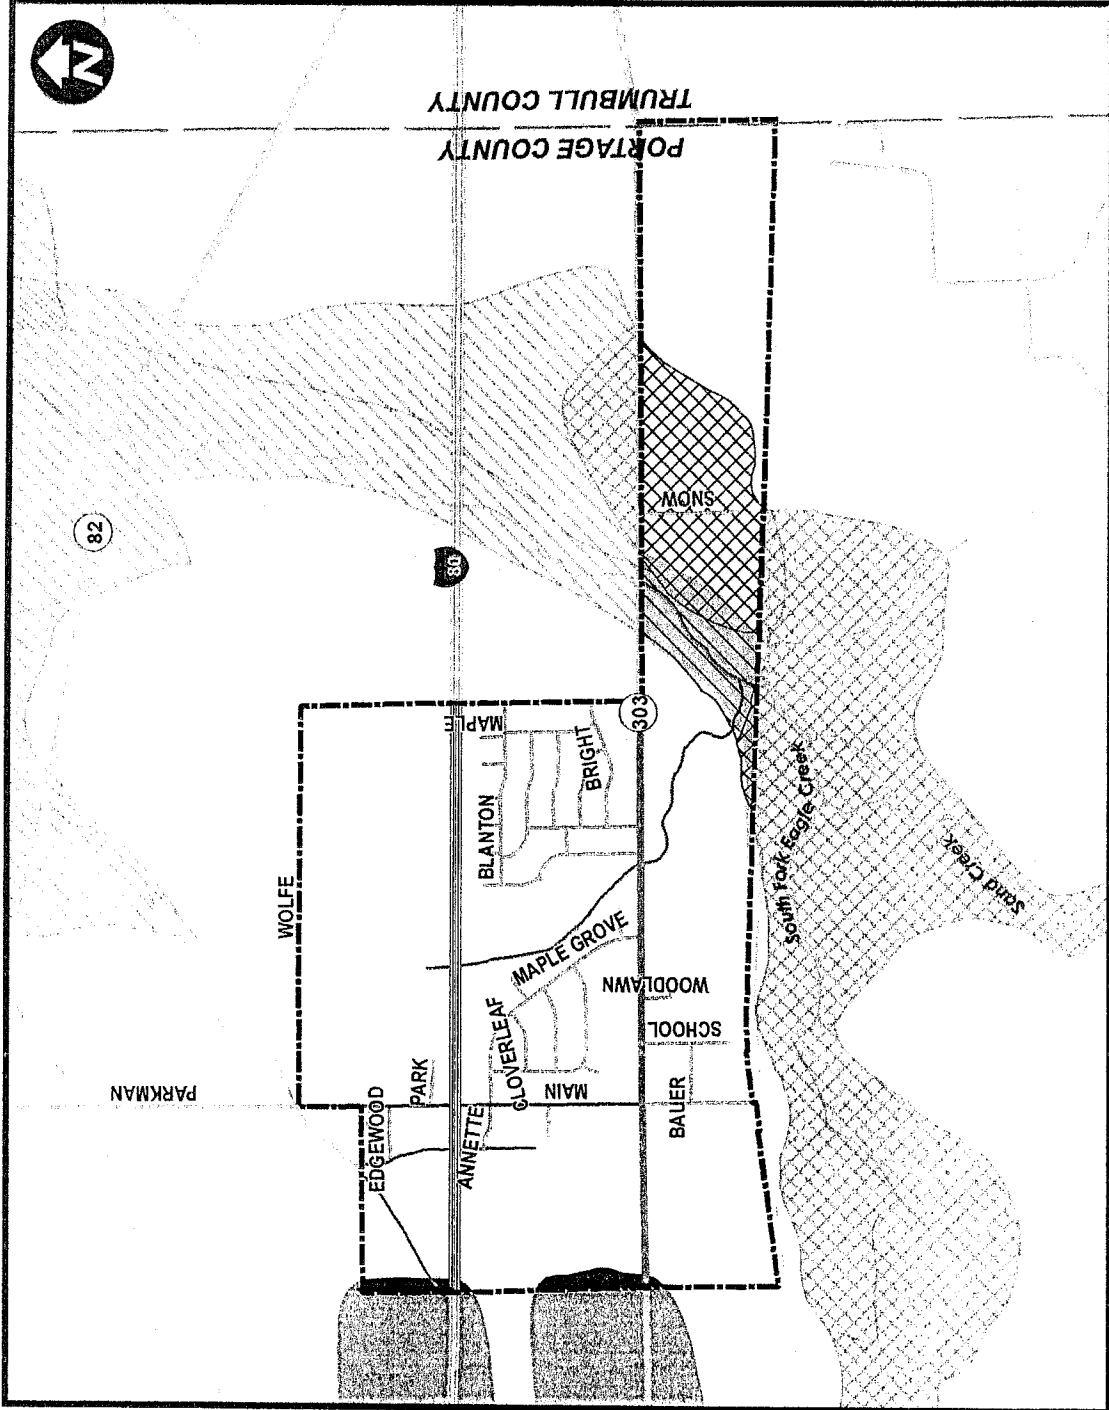 N
TRUMBULL COUNTY
PORTAGE COUNTY
82
80
SNOW
303
MAPLE
BRIGHT
BLANTON
WOLFE
South Fork Eagle Creek
Sand Creek
MAPLE GROVE
WOODLAWN
SCHOOL
CLOVERLEAF
MAIN
BAUER
PARK
PARKMAN
EDGEWOOD
ANNETTE